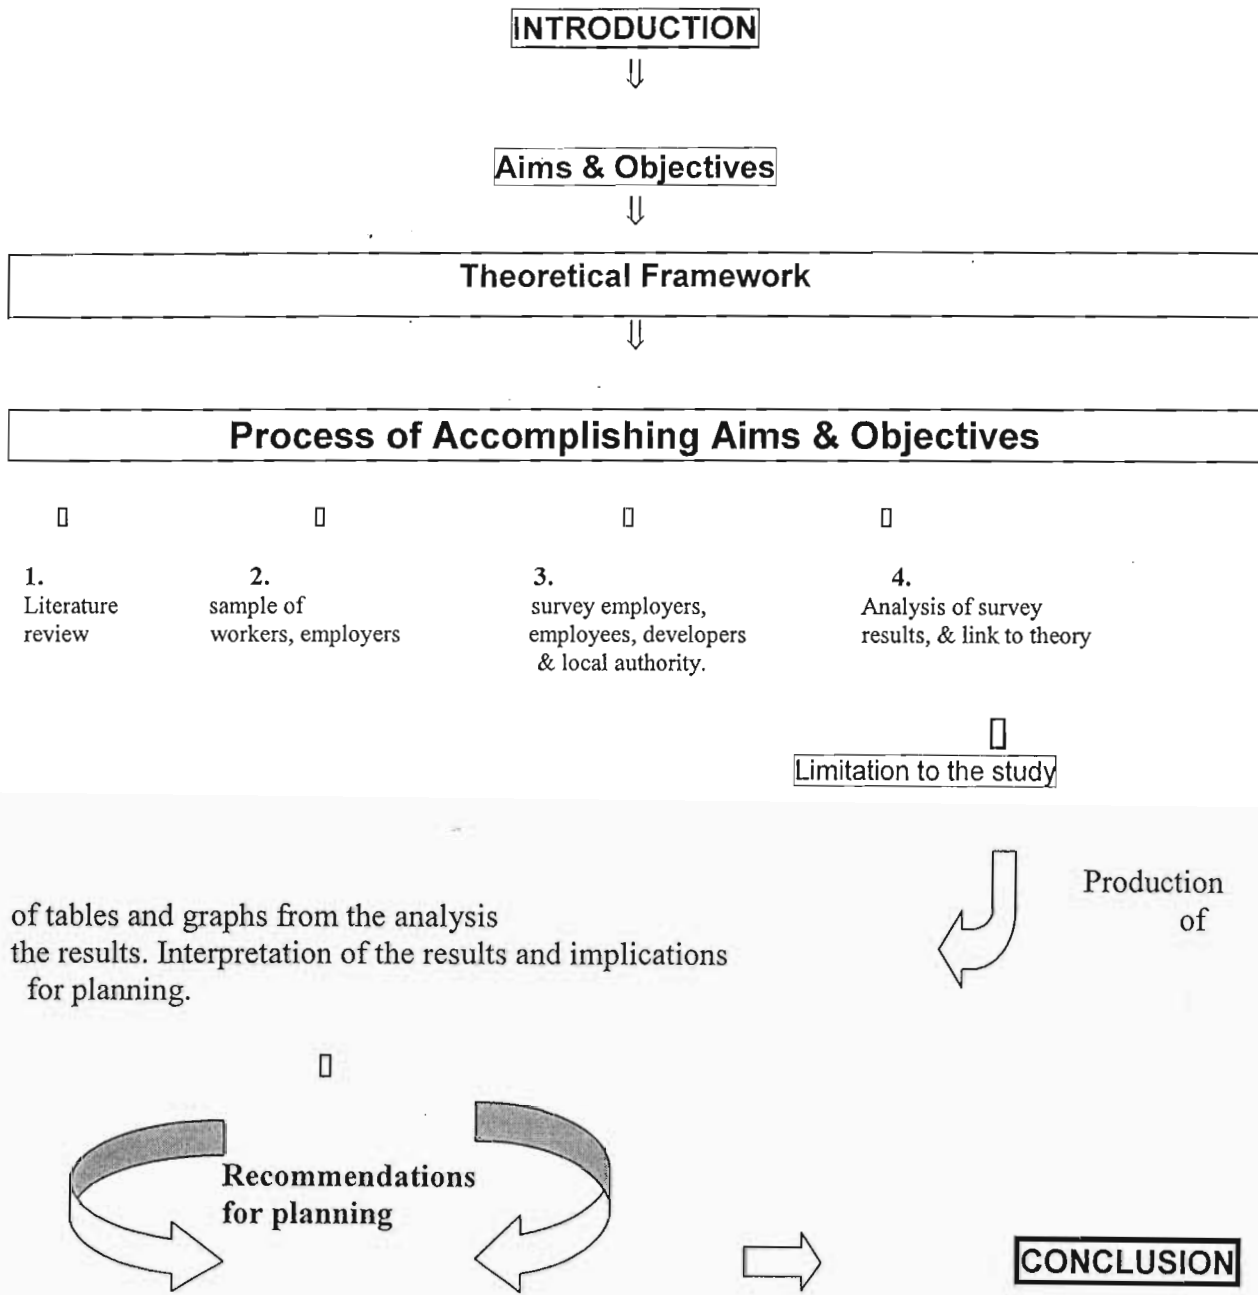 INTRODUCTION
⇓
Aims & Objectives
⇓
Theoretical Framework
⇓
Process of Accomplishing Aims & Objectives
1.
Literature
review
2.
sample of
workers, employers
3.
survey employers,
employees, developers
& local authority.
4.
Analysis of survey
results, & link to theory
Limitation to the study
Production
of tables and graphs from the analysis
of
the results. Interpretation of the results and implications
for planning.
Recommendations
for planning
CONCLUSION